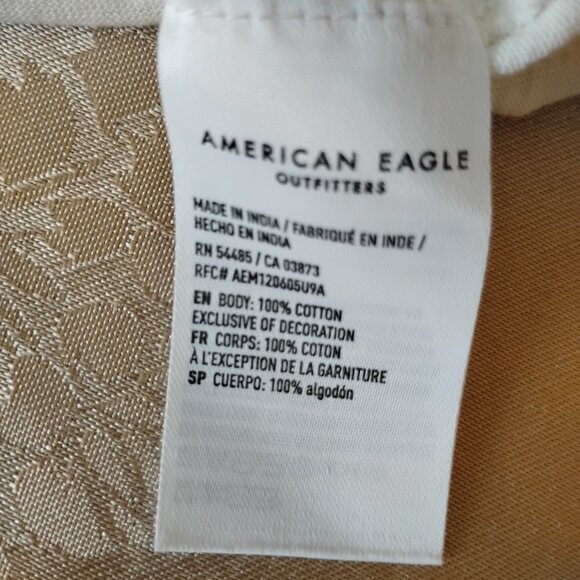 AMERICAN EAGLE
OUTFITTERS
MADE IN INDIA / FABRIQUÉ EN INDE /
HECHO EN INDIA
RN 54485 / CA 03873
RFC# AEM120605U9A
EN BODY: 100% COTTON
EXCLUSIVE OF DECORATION
FR CORPS: 100% COTON
À L'EXCEPTION DE LA GARNITURE
SP CUERPO: 100% algodón